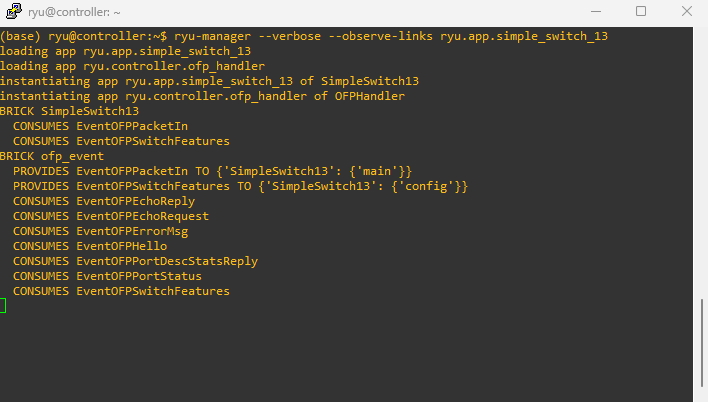 ryu@controller: ~
(base) ryu@controller:~$ ryu-manager --verbose --observe-links ryu.app.simple_switch_13
loading app ryu.app.simple_switch_13
loading app ryu.controller.ofp_handler
instantiating app ryu.app.simple_switch_13 of SimpleSwitch13
instantiating app ryu.controller.ofp_handler of OFPHandler
BRICK SimpleSwitch13
  CONSUMES EventOFPPacketIn
  CONSUMES EventOFPSwitchFeatures
BRICK ofp_event
  PROVIDES EventOFPPacketIn TO {'SimpleSwitch13': {'main'}}
  PROVIDES EventOFPSwitchFeatures TO {'SimpleSwitch13': {'config'}}
  CONSUMES EventOFPEchoReply
  CONSUMES EventOFPEchoRequest
  CONSUMES EventOFPErrorMsg
  CONSUMES EventOFPHello
  CONSUMES EventOFPPortDescStatsReply
  CONSUMES EventOFPPortStatus
  CONSUMES EventOFPSwitchFeatures